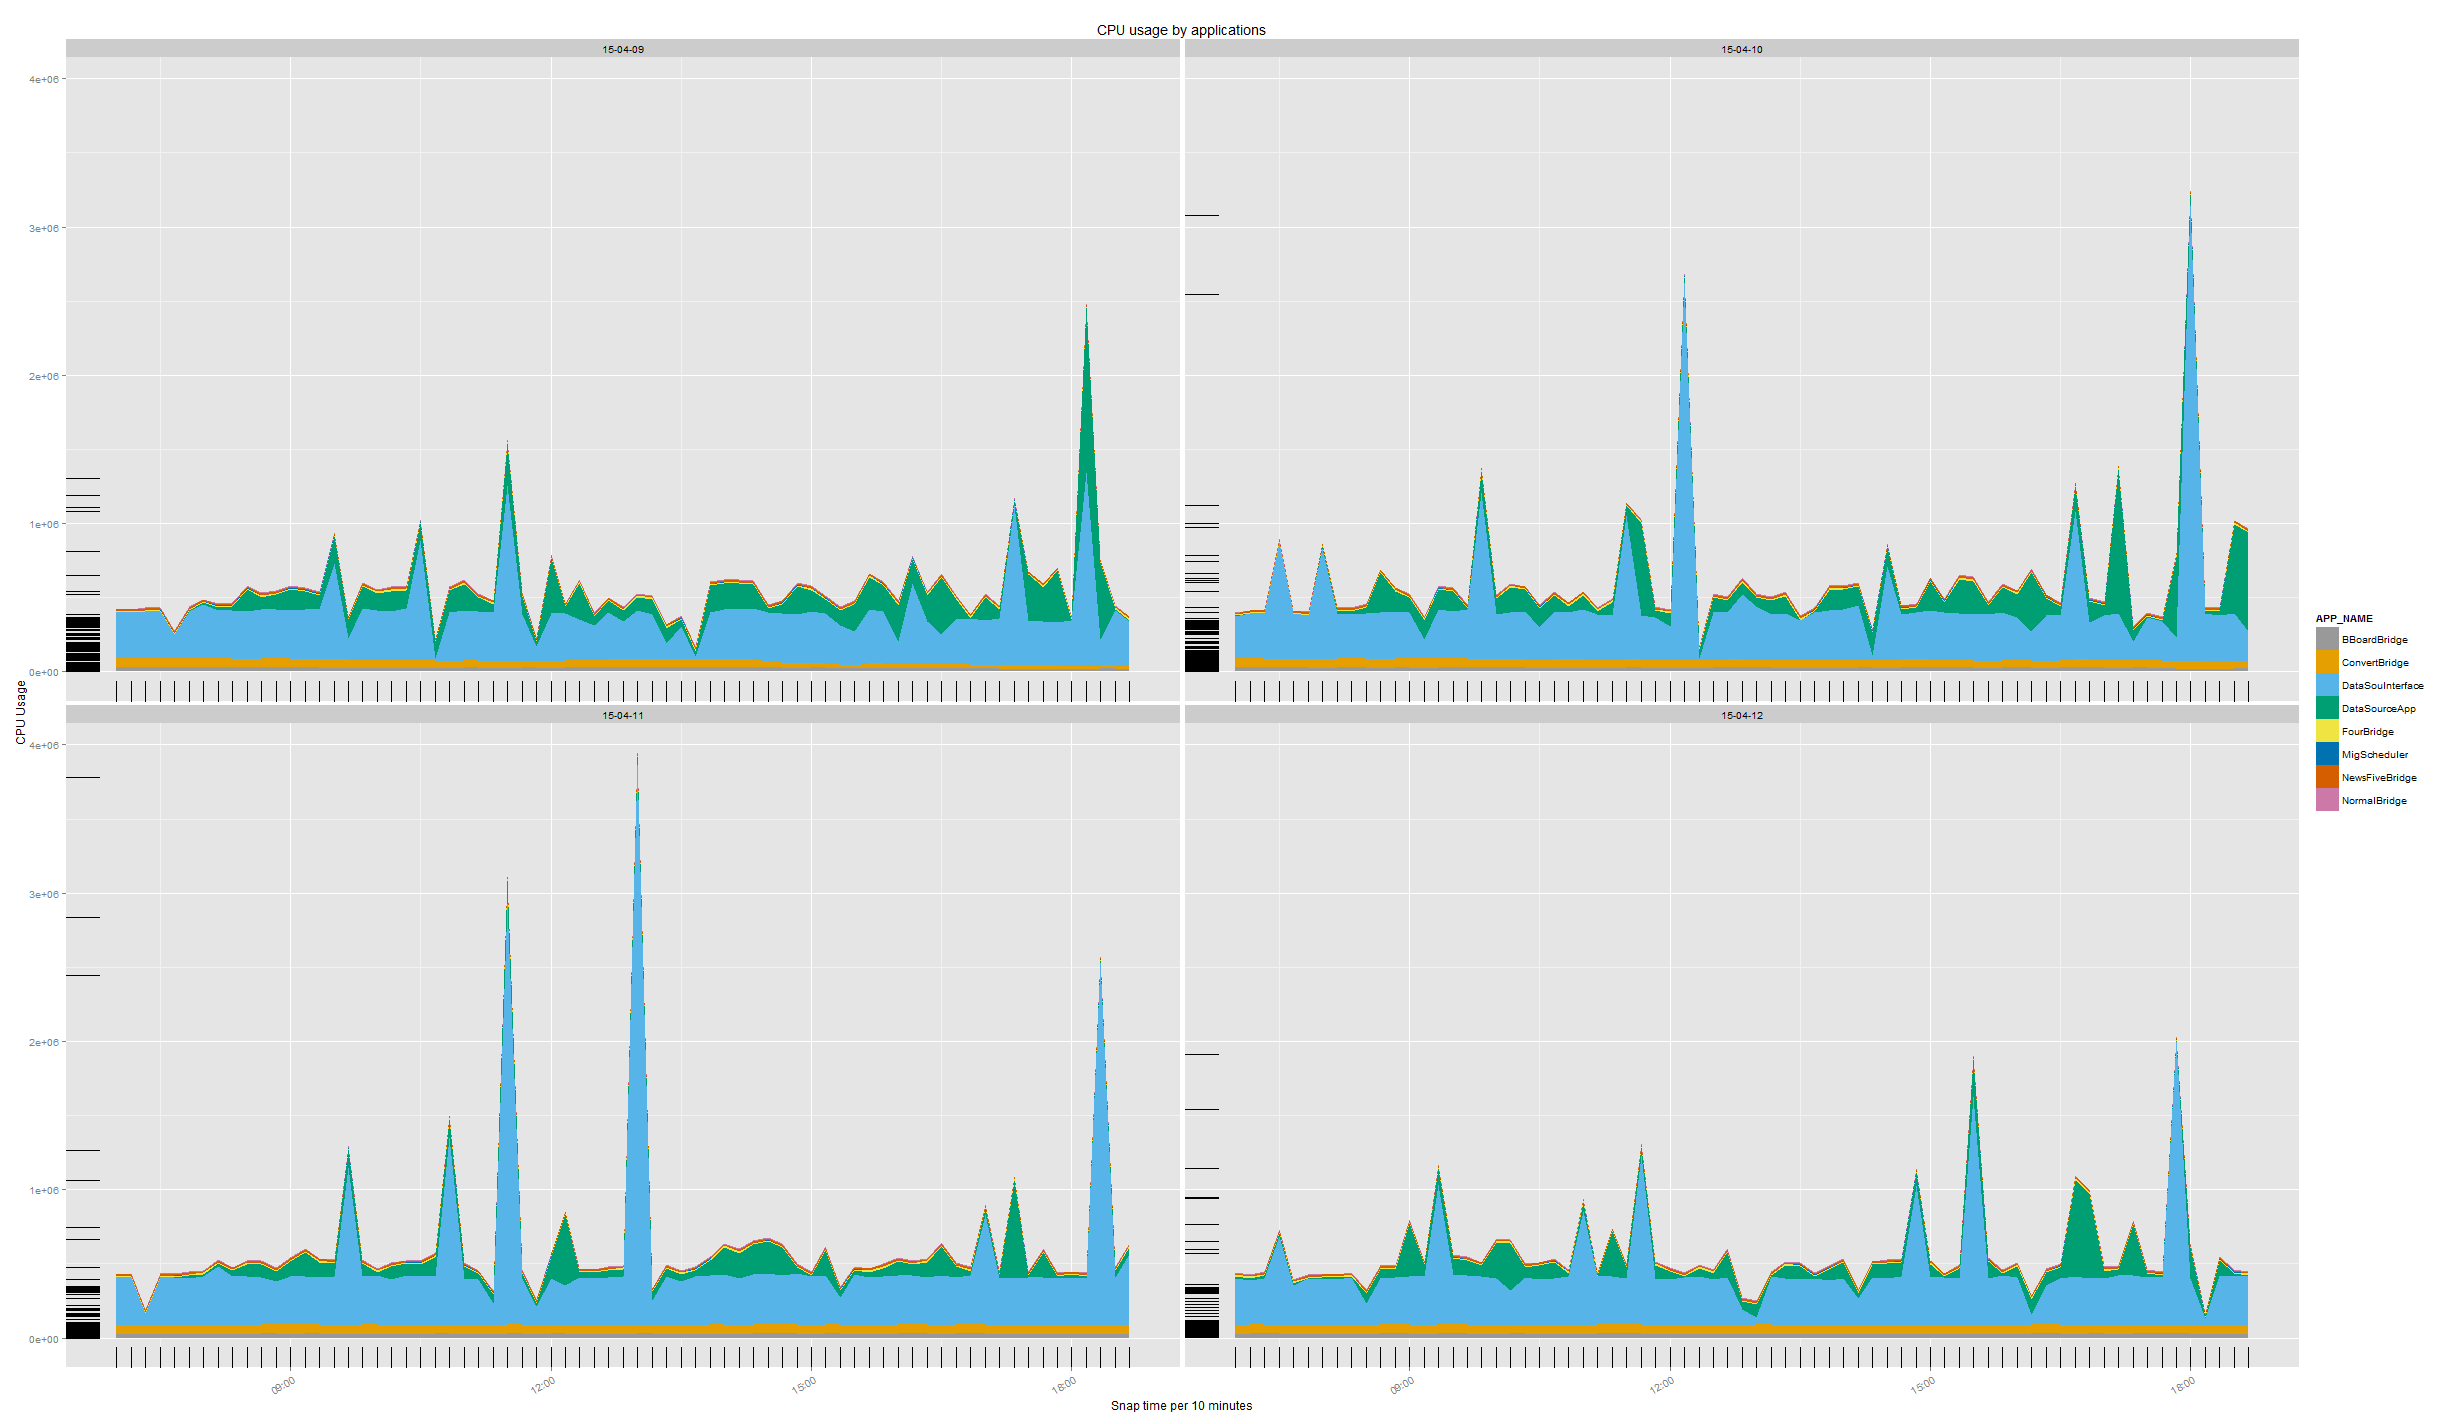 CPU usage by applications
15-04-09
15-04-10
4e+06
3e+06
2e+06
1e+06
0e+00
15-04-11
15-04-12
4e+06
3e+06
2e+06
1e+06
0e+00
CPU Usage
09:00
12:00
15:00
18:00
09:00
12:00
15:00
18:00
Snap time per 10 minutes
APP_NAME
BBoardBridge
ConvertBridge
DataSouInterface
DataSourceApp
FourBridge
MigScheduler
NewsFiveBridge
NormalBridge